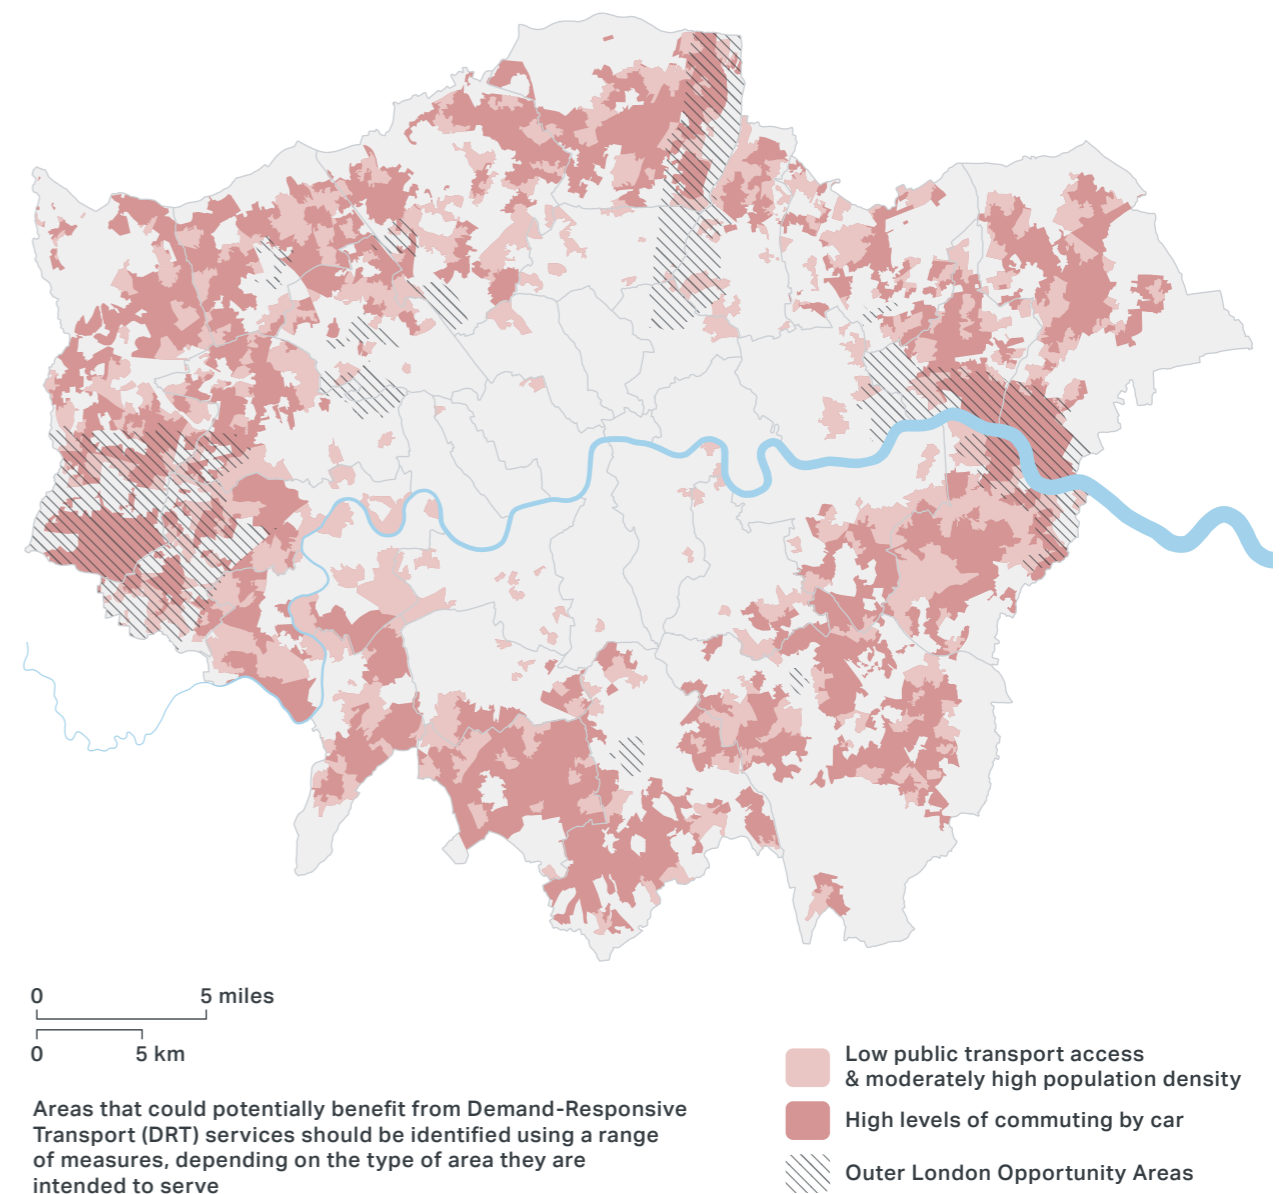 0 5 miles
0 5 km
Areas that could potentially benefit from Demand-Responsive
Transport (DRT) services should be identified using a range
of measures, depending on the type of area they are
intended to serve
Low public transport access
& moderately high population density
High levels of commuting by car
Outer London Opportunity Areas